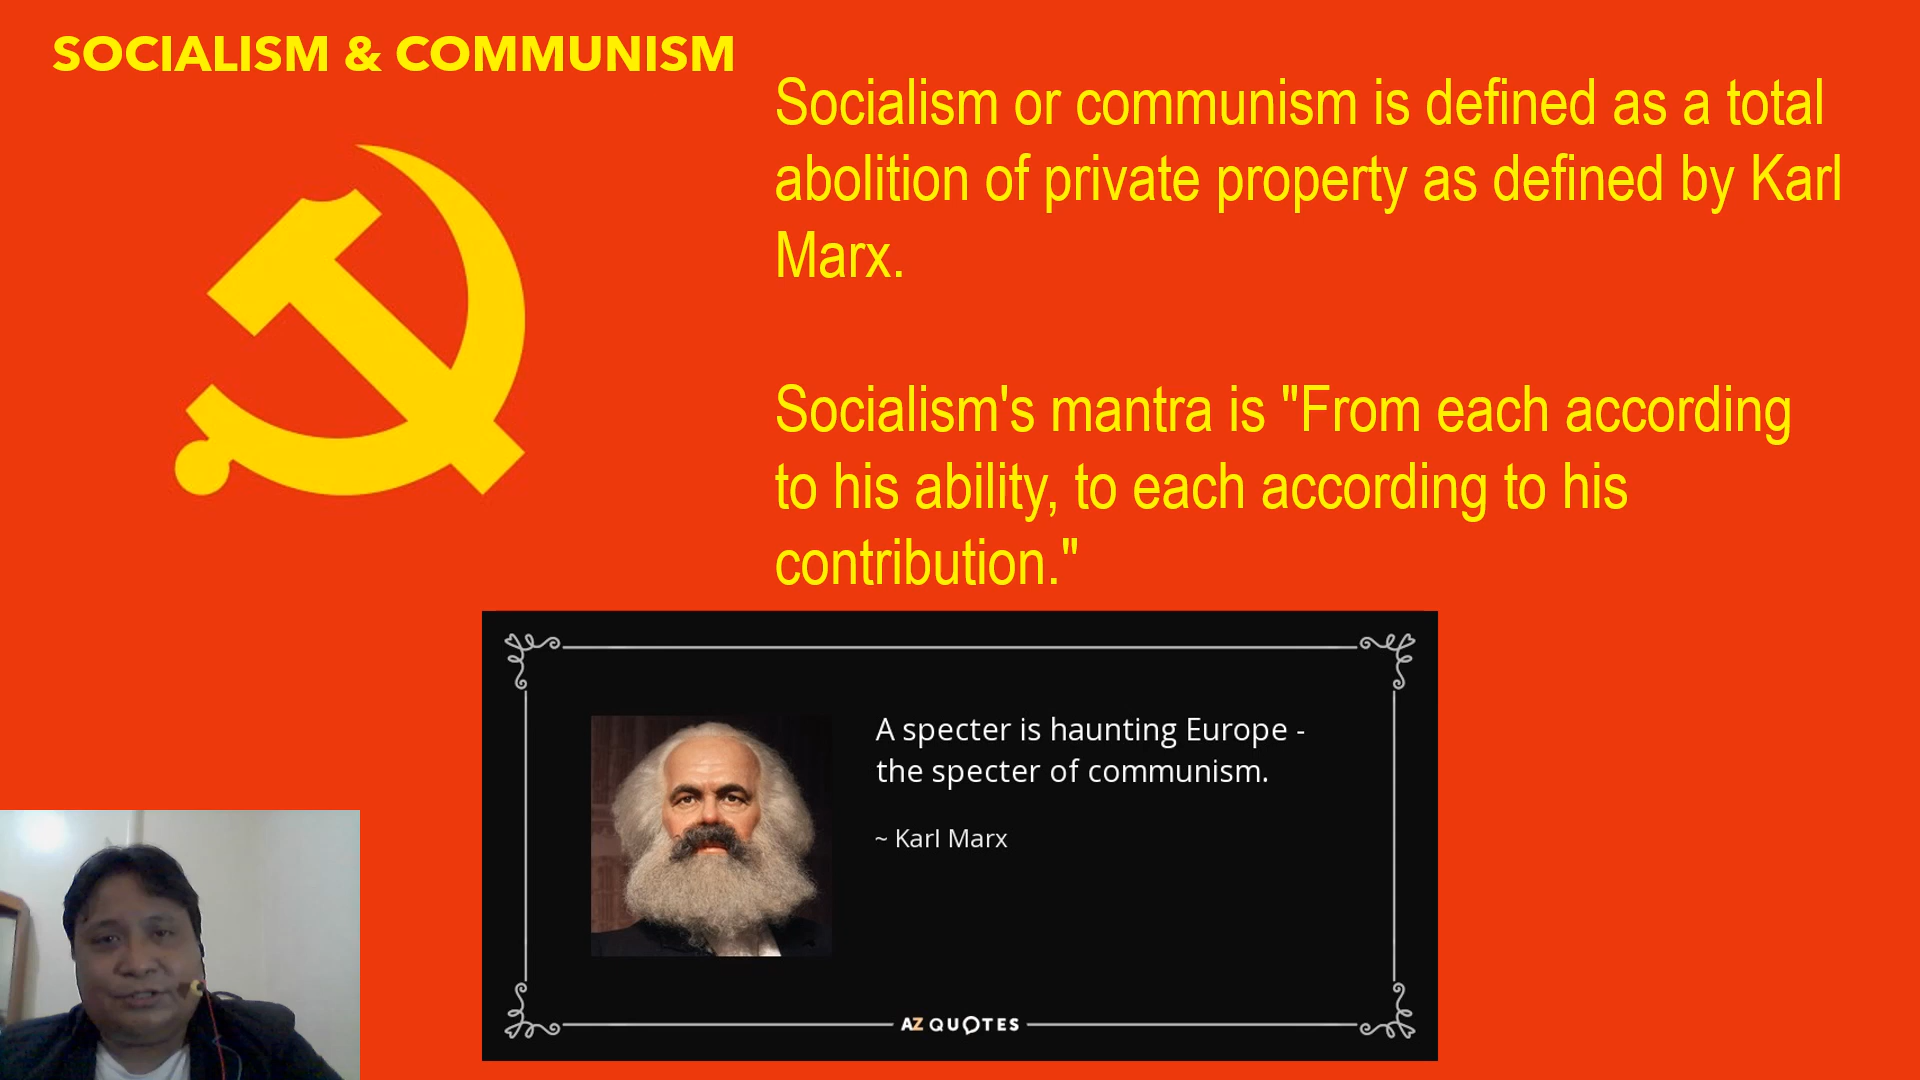 SOCIALISM & COMMUNISM
Socialism or communism is defined as a total
abolition of private property as defined by Karl
Marx.
Socialism's mantra is "From each according
to his ability, to each according to his
contribution."
A specter is haunting Europe -
the specter of communism.
~ Karl Marx
AZ QUOTES